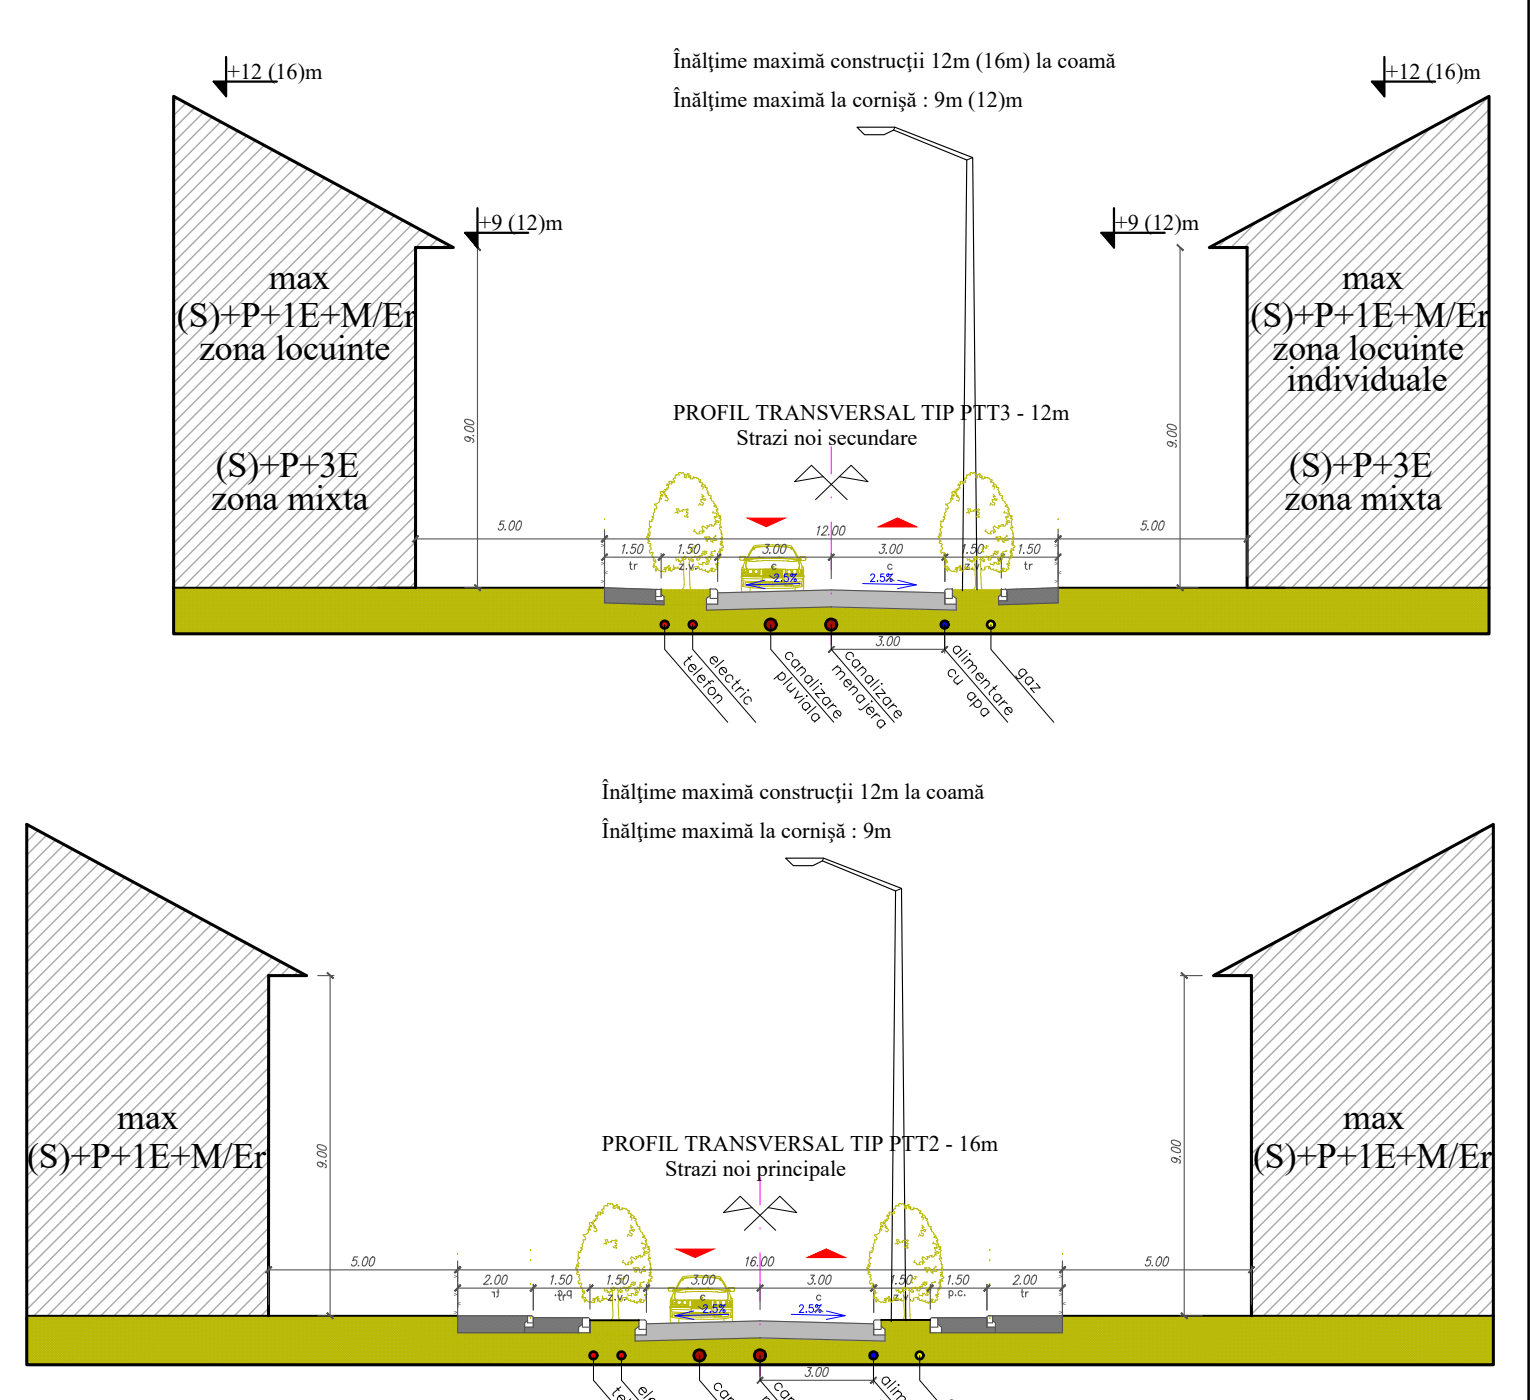 Înălţime maximă construcţii 12m (16m) la coamă
+12 (16)m
+12 (16)m
Înălţime maximă la cornişă : 9m (12)m
+9 (12)m
+9 (12)m
max
(S)+P+1E+M/Er
zona locuinte
(S)+P+3E
zona mixta
max
(S)+P+1E+M/Er
zona locuinte
individuale
(S)+P+3E
zona mixta
9.00
9.00
PROFIL TRANSVERSAL TIP PTT3 - 12m
Strazi noi secundare
5.00
12.00
5.00
1.50
1.50
3.00
3.00
1.50
1.50
tr
z.v.
c
c
z.v.
tr
2.5%
2.5%
3.00
telefon
electric
canalizare
pluviala
canalizare
menajera
alimentare
cu apa
gaz
Înălţime maximă construcţii 12m la coamă
Înălţime maximă la cornişă : 9m
max
(S)+P+1E+M/Er
max
(S)+P+1E+M/Er
9.00
9.00
PROFIL TRANSVERSAL TIP PTT2 - 16m
Strazi noi principale
5.00
16.00
5.00
2.00
1.50
1.50
3.00
3.00
1.50
1.50
2.00
z.v.
c
c
z.v.
p.c.
tr
2.5%
2.5%
3.00